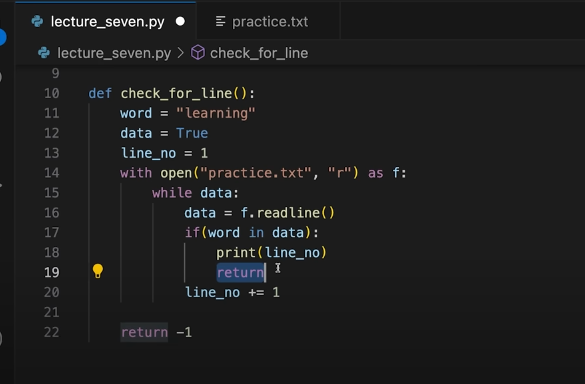 lecture_seven.py practice.txt
lecture_seven.py > check_for_line
9
10 def check_for_line():
11     word = "learning"
12     data = True
13     line_no = 1
14     with open("practice.txt", "r") as f:
15         while data:
16             data = f.readline()
17             if(word in data):
18                 print(line_no)
19                 return
20             line_no += 1
21
22     return -1